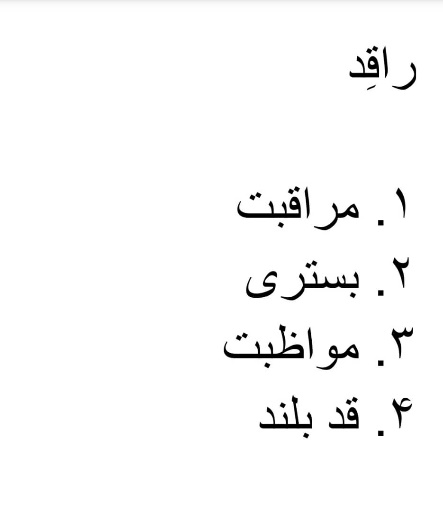 راقِد
۱. مراقبت
۲. بستری
۳. مواظبت
۴. قد بلند